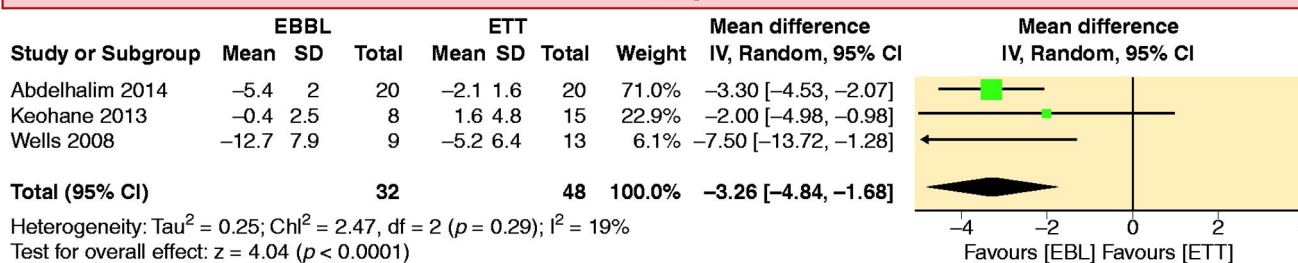 EBBL ETT Mean difference Mean difference
Study or Subgroup Mean SD Total Mean SD Total Weight IV, Random, 95% CI IV, Random, 95% CI
Abdelhalim 2014 –5.4 2 20 –2.1 1.6 20 71.0% –3.30 [–4.53, –2.07]
Keohane 2013 –0.4 2.5 8 1.6 4.8 15 22.9% –2.00 [–4.98, –0.98]
Wells 2008 –12.7 7.9 9 –5.2 6.4 13 6.1% –7.50 [–13.72, –1.28]
Total (95% CI) 32 48 100.0% –3.26 [–4.84, –1.68]
Heterogeneity: Tau² = 0.25; Chl² = 2.47, df = 2 (p = 0.29); I² = 19%
Test for overall effect: z = 4.04 (p < 0.0001)
–4 –2 0 2
Favours [EBL] Favours [ETT]